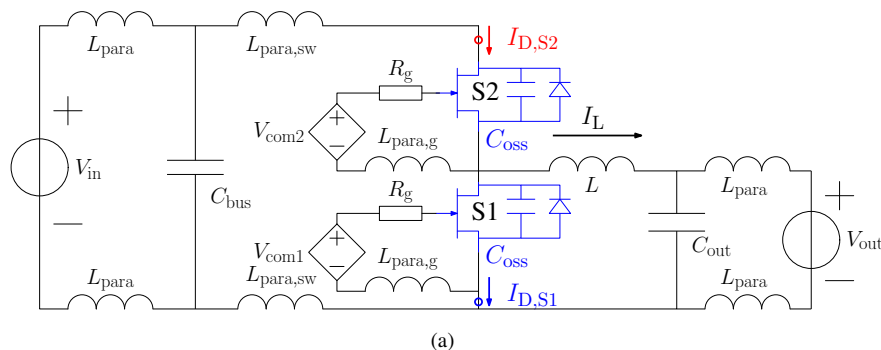 L_para
L_para,sw
I_D,S2
R_g
S2
+
+
−
V_com2
L_para,g
C_oss
I_L
V_in
C_bus
R_g
S1
L
L_para
+
−
V_com1
L_para,g
C_oss
C_out
V_out
+
−
−
L_para
L_para,sw
I_D,S1
L_para
(a)